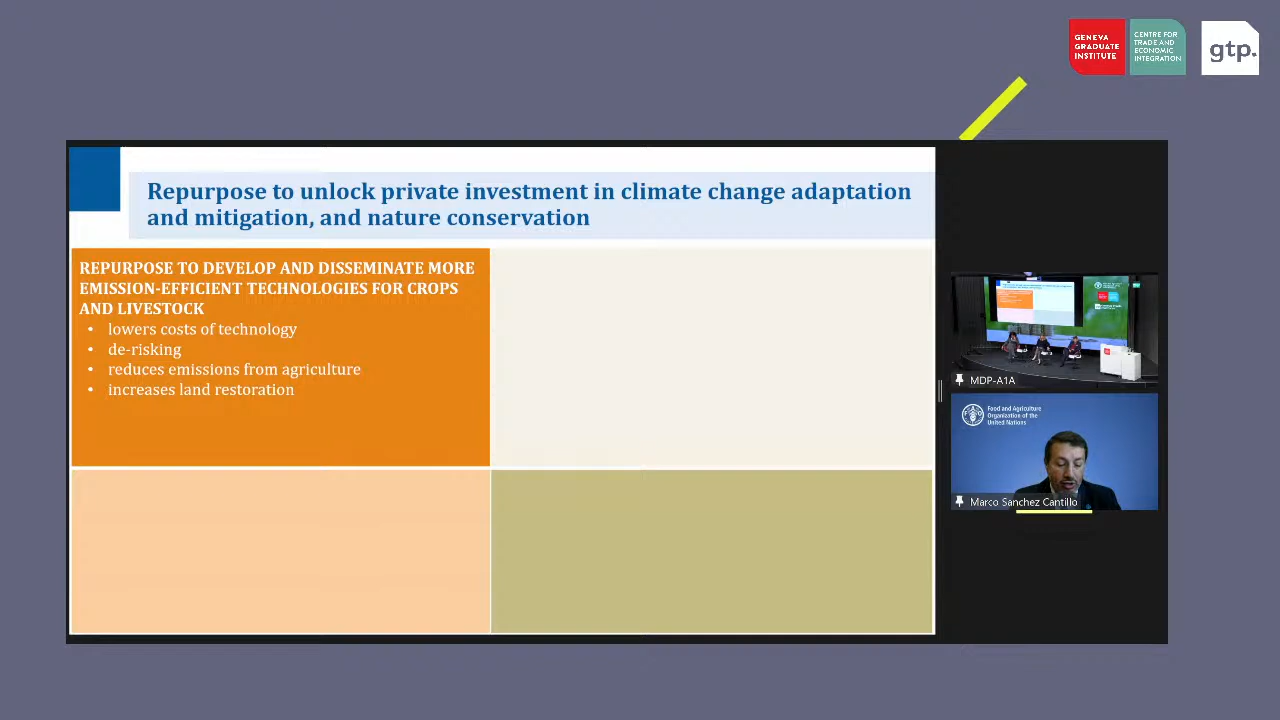 GENEVA
GRADUATE
INSTITUTE
CENTRE FOR
TRADE AND
ECONOMIC
INTEGRATION
gtp.
Repurpose to unlock private investment in climate change adaptation
and mitigation, and nature conservation
REPURPOSE TO DEVELOP AND DISSEMINATE MORE
EMISSION-EFFICIENT TECHNOLOGIES FOR CROPS
AND LIVESTOCK
• lowers costs of technology
• de-risking
• reduces emissions from agriculture
• increases land restoration
MDP-A1A
Food and Agriculture
Organization of the
United Nations
Marco Sanchez Cantillo